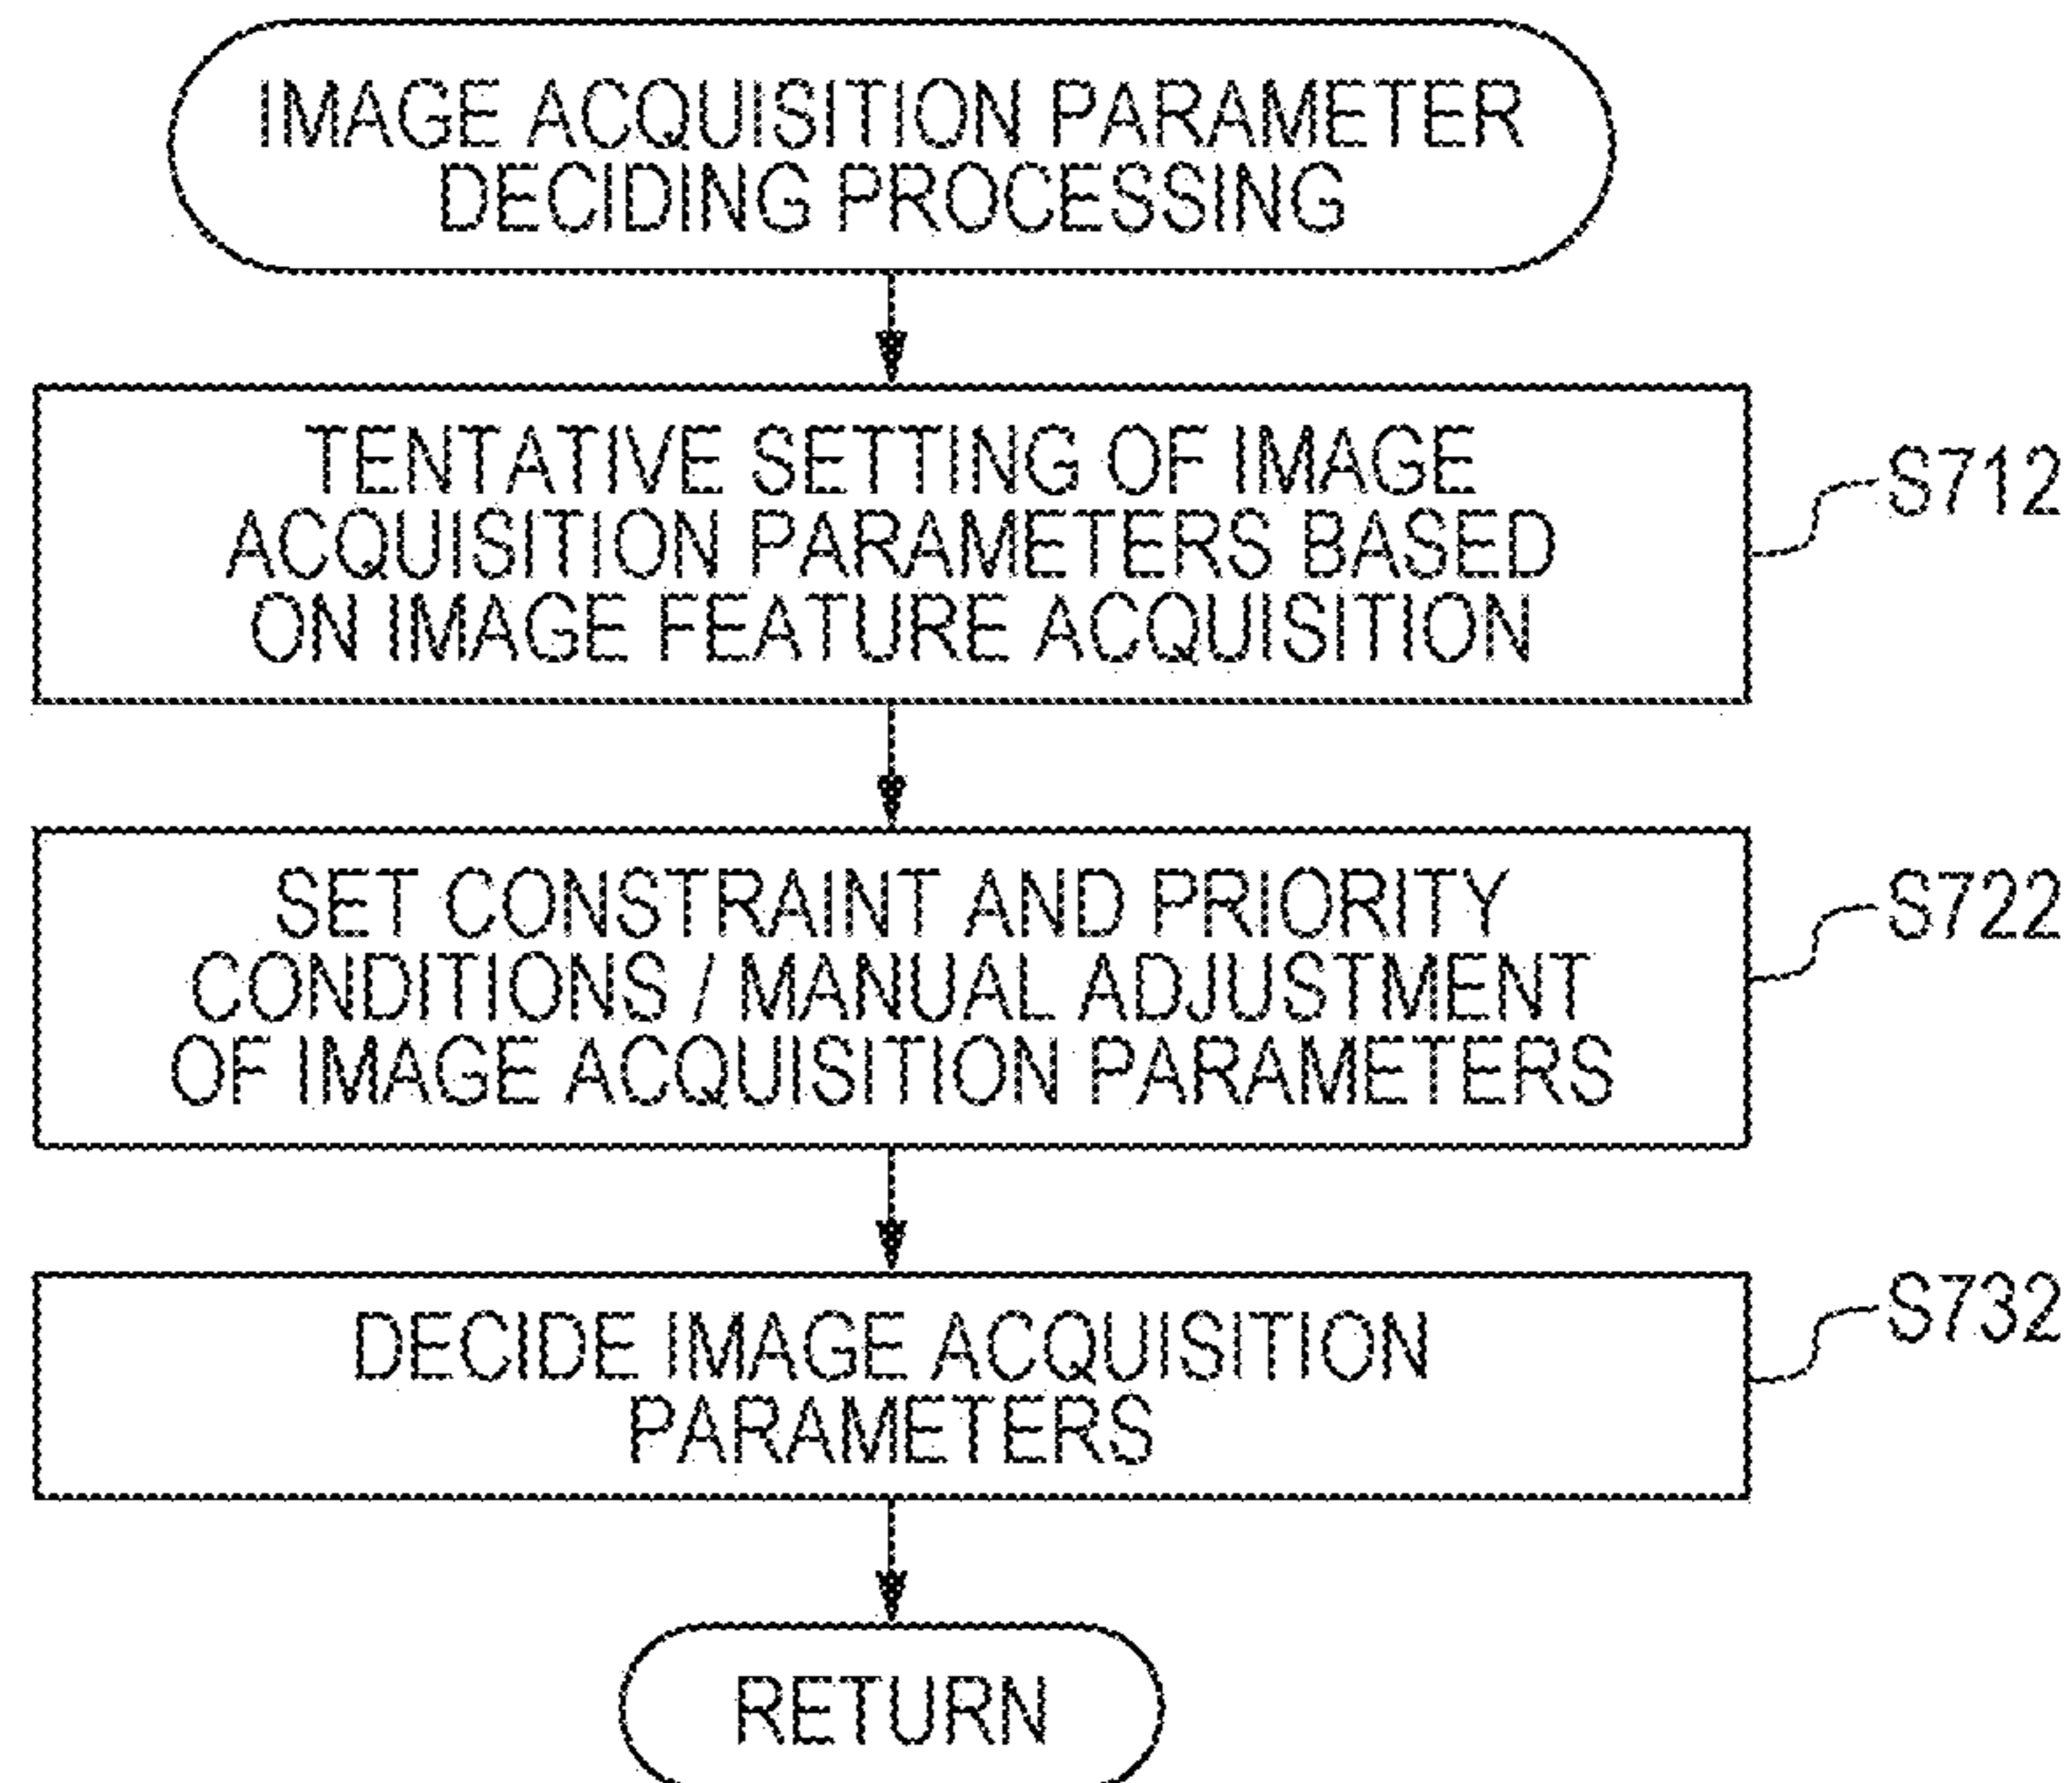 IMAGE ACQUISITION PARAMETER
DECIDING PROCESSING
TENTATIVE SETTING OF IMAGE
ACQUISITION PARAMETERS BASED
ON IMAGE FEATURE ACQUISITION
S712
SET CONSTRAINT AND PRIORITY
CONDITIONS / MANUAL ADJUSTMENT
OF IMAGE ACQUISITION PARAMETERS
S722
DECIDE IMAGE ACQUISITION
PARAMETERS
S732
RETURN